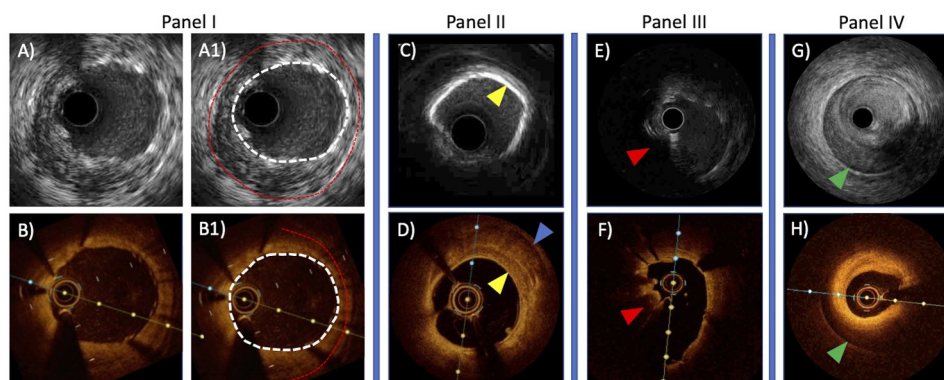 Panel I
Panel II
Panel III
Panel IV
A)
A1)
C)
E)
G)
B)
B1)
D)
F)
H)